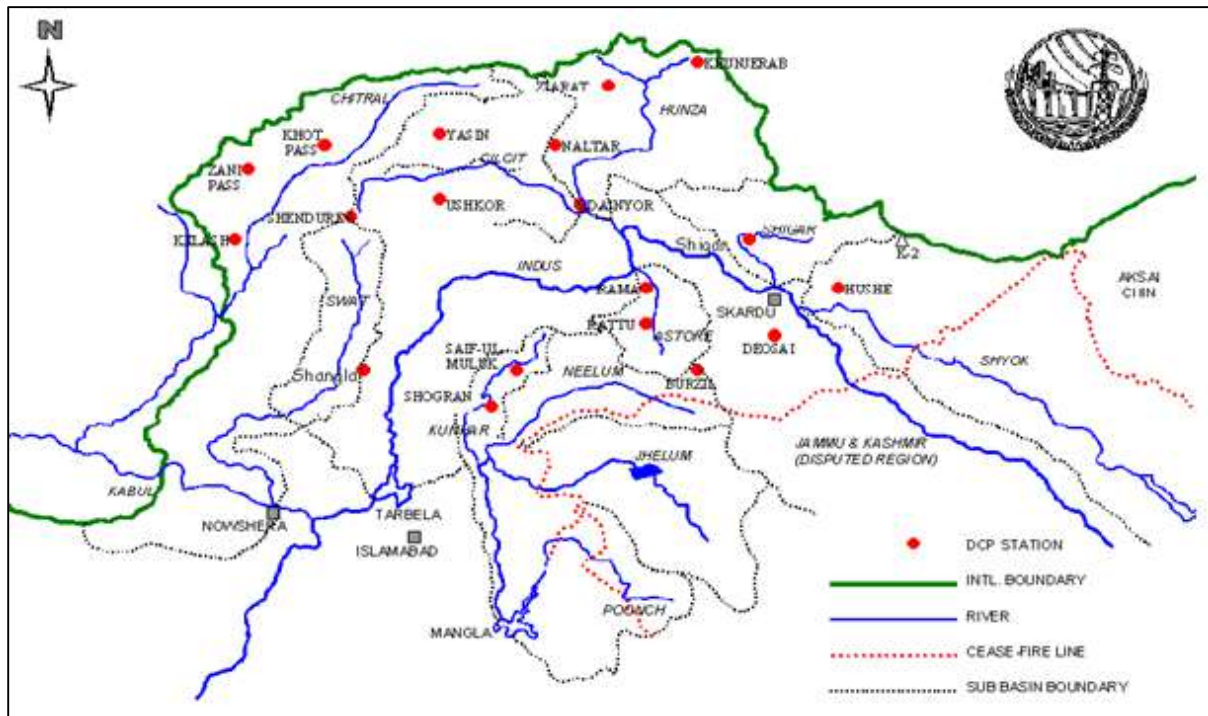 N
KHUNJERAB
ZIARAT
CHITRAL
HUNZA
KHOT
PASS
YASIN
NALTAR
ZANI
PASS
GILGIT
USHKOR
DAINYOR
SHENDURE
KELASH
SHIGAR
Shigar
K-2
INDUS
AKSAI
CHIN
RAMA
HUSHE
SWAT
SKARDU
RATTU
ASTORE
DEOSAI
SAIF-UL-
MULUK
SHYOK
Shangla
NEELUM
BURZIL
SHOGRAN
KUNHAR
JAMMU & KASHMIR
(DISPUTED REGION)
JHELUM
KABUL
TARBELA
NOWSHERA
ISLAMABAD
DCP STATION
INTL. BOUNDARY
POONCH
RIVER
MANGLA
CEASE-FIRE LINE
SUB BASIN BOUNDARY